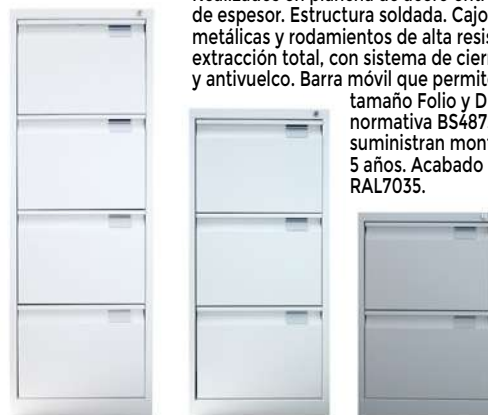 de espesor. Estructura soldada. Cajo
metálicas y rodamientos de alta resis
extracción total, con sistema de cierr
y antivuelco. Barra móvil que permit
tamaño Folio y D
normativa BS487
suministran mont
5 años. Acabado
RAL7035.